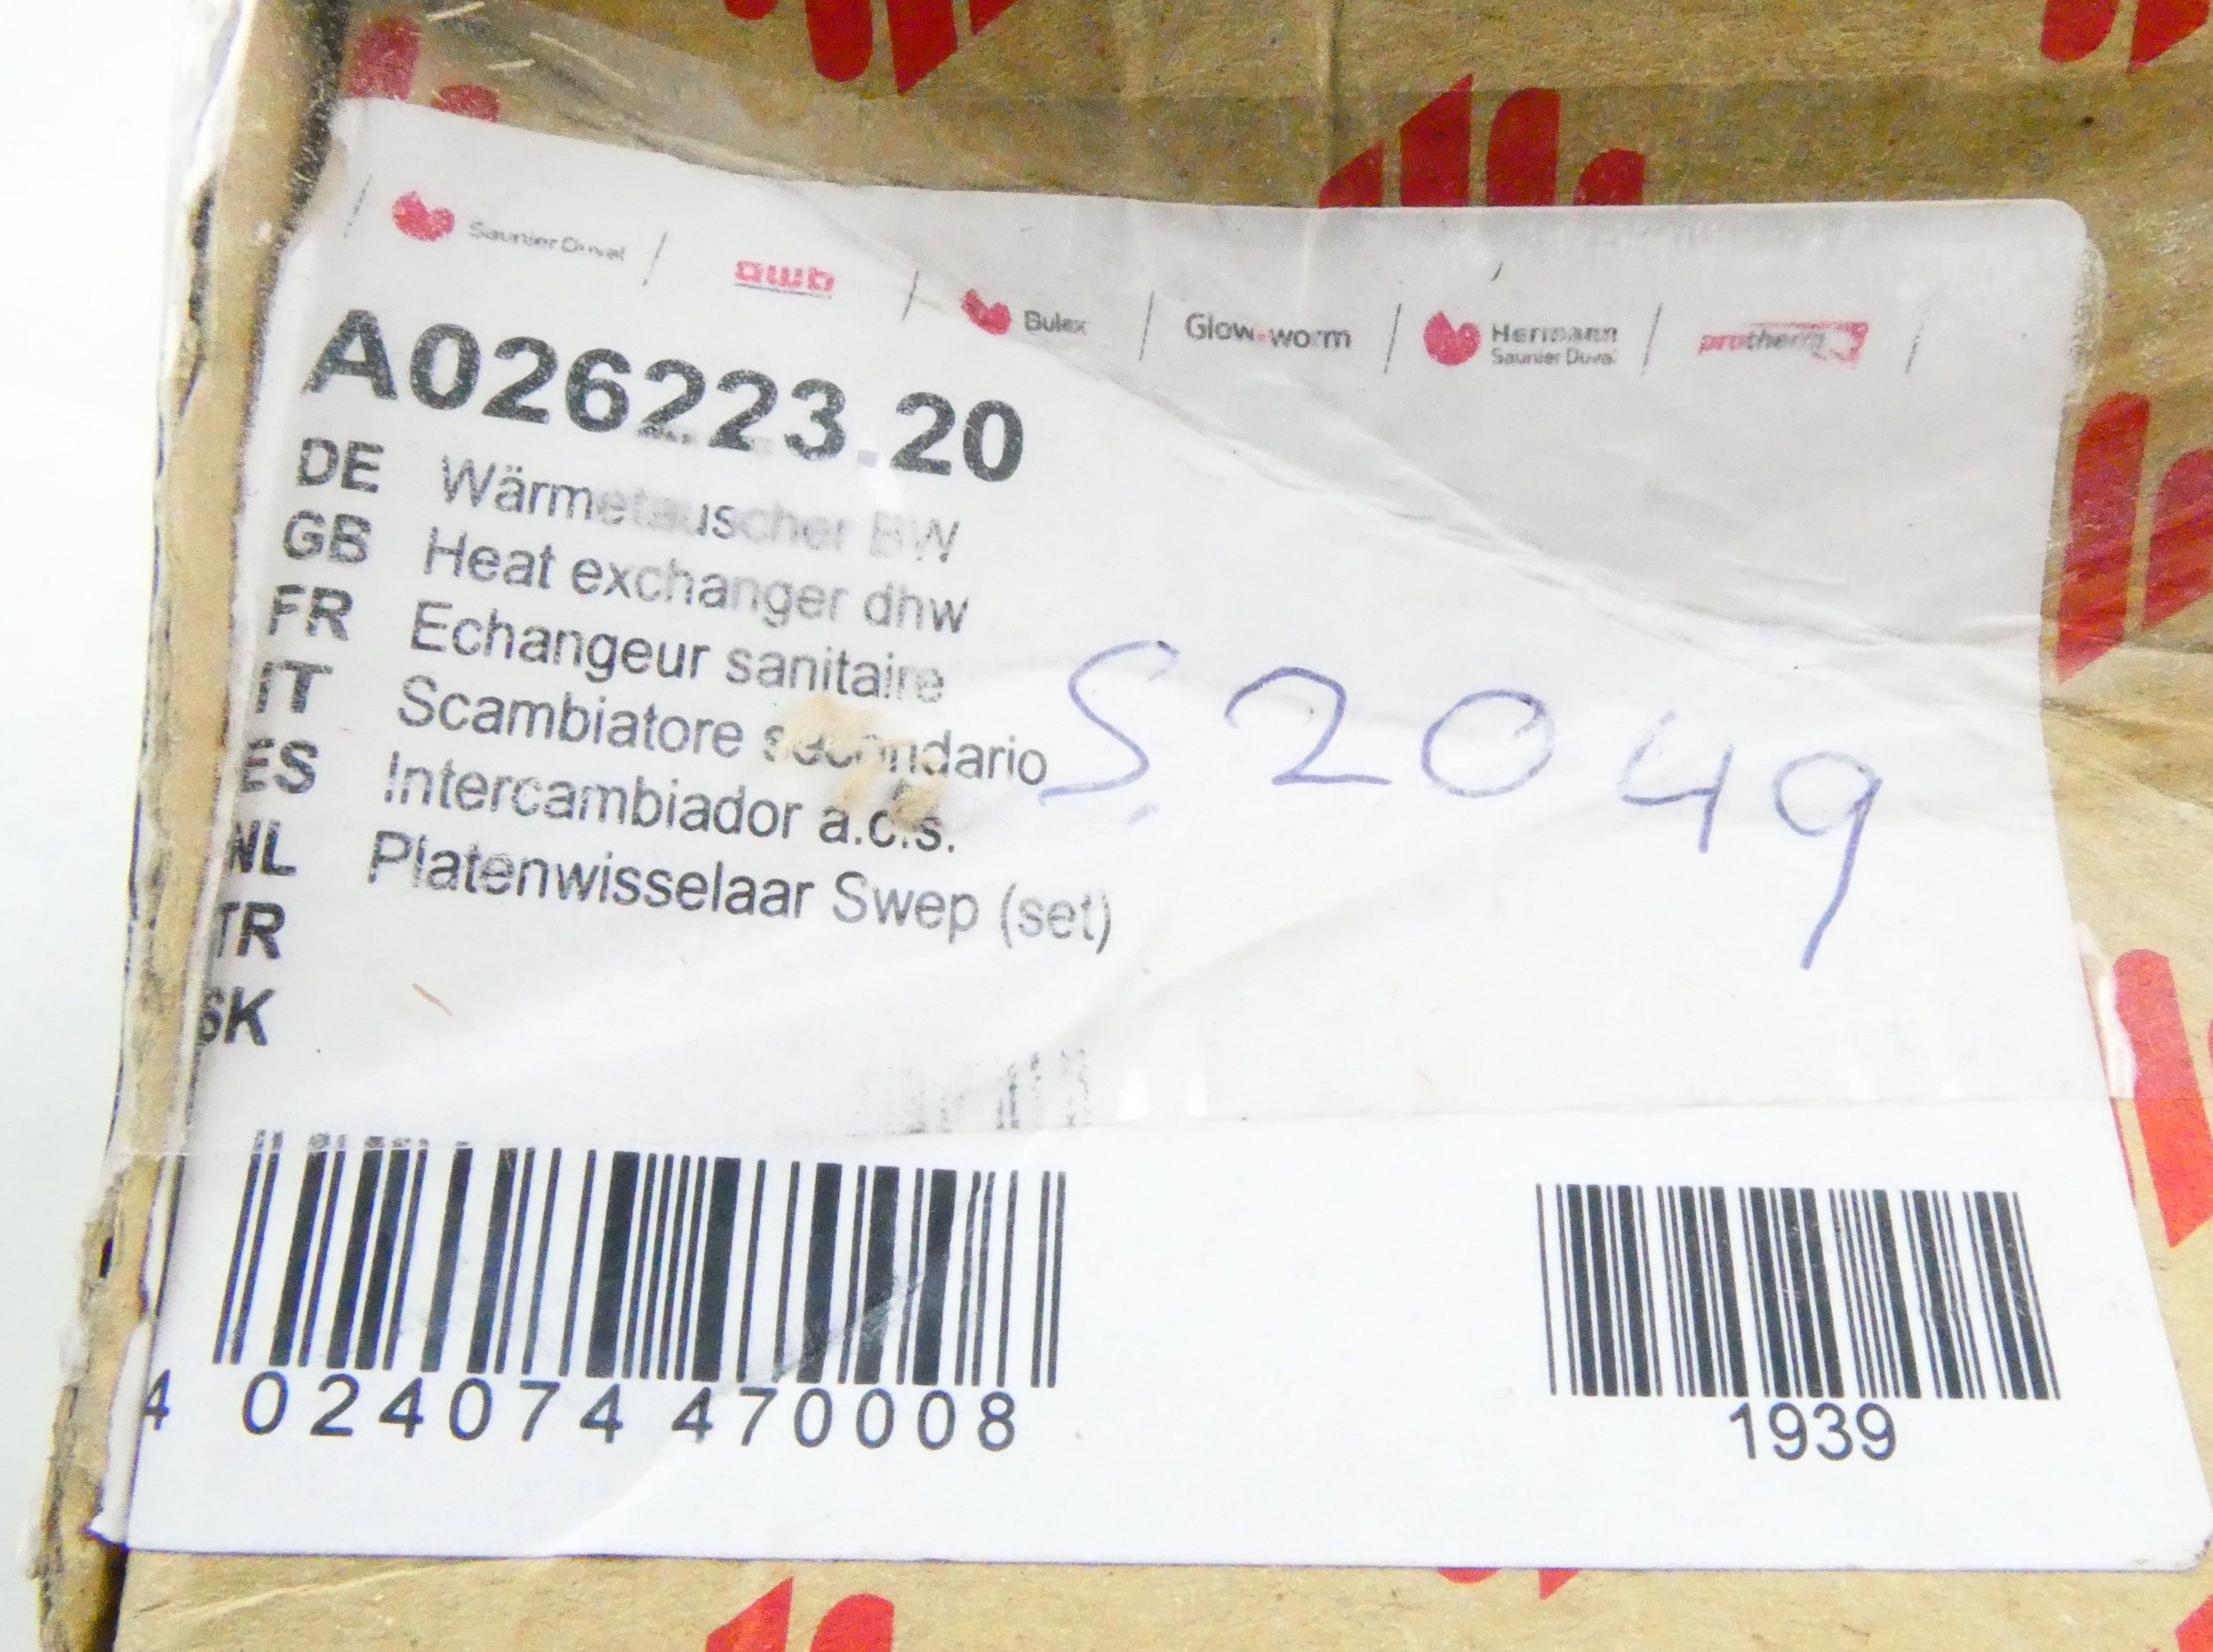 Saunier Duval / awb / Bulex / Glow-worm / Hermann Saunier Duval / protherm /
A026223.20
DE Wärmetauscher BW
GB Heat exchanger dhw
FR Echangeur sanitaire
IT Scambiatore secondario
ES Intercambiador a.c.s.
NL Platenwisselaar Swep (set)
TR
SK
S. 2049
4 024074 470008
1939